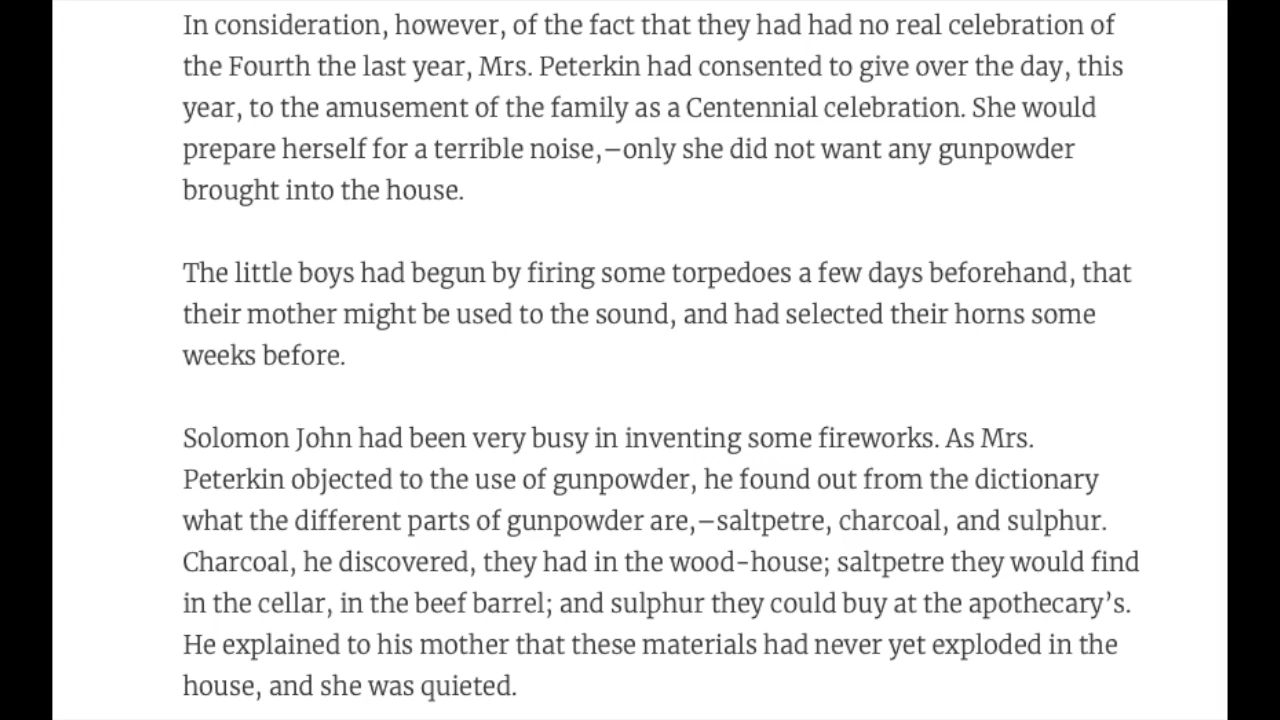 In consideration, however, of the fact that they had had no real celebration of
the Fourth the last year, Mrs. Peterkin had consented to give over the day, this
year, to the amusement of the family as a Centennial celebration. She would
prepare herself for a terrible noise,–only she did not want any gunpowder
brought into the house.
The little boys had begun by firing some torpedoes a few days beforehand, that
their mother might be used to the sound, and had selected their horns some
weeks before.
Solomon John had been very busy in inventing some fireworks. As Mrs.
Peterkin objected to the use of gunpowder, he found out from the dictionary
what the different parts of gunpowder are,–saltpetre, charcoal, and sulphur.
Charcoal, he discovered, they had in the wood-house; saltpetre they would find
in the cellar, in the beef barrel; and sulphur they could buy at the apothecary’s.
He explained to his mother that these materials had never yet exploded in the
house, and she was quieted.